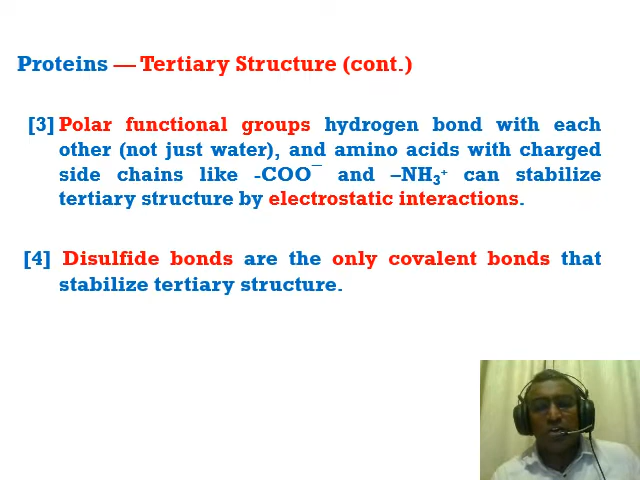 Proteins — Tertiary Structure (cont.)
[3] Polar functional groups hydrogen bond with each
other (not just water), and amino acids with charged
side chains like -COO¯ and –NH₃⁺ can stabilize
tertiary structure by electrostatic interactions.
[4] Disulfide bonds are the only covalent bonds that
stabilize tertiary structure.